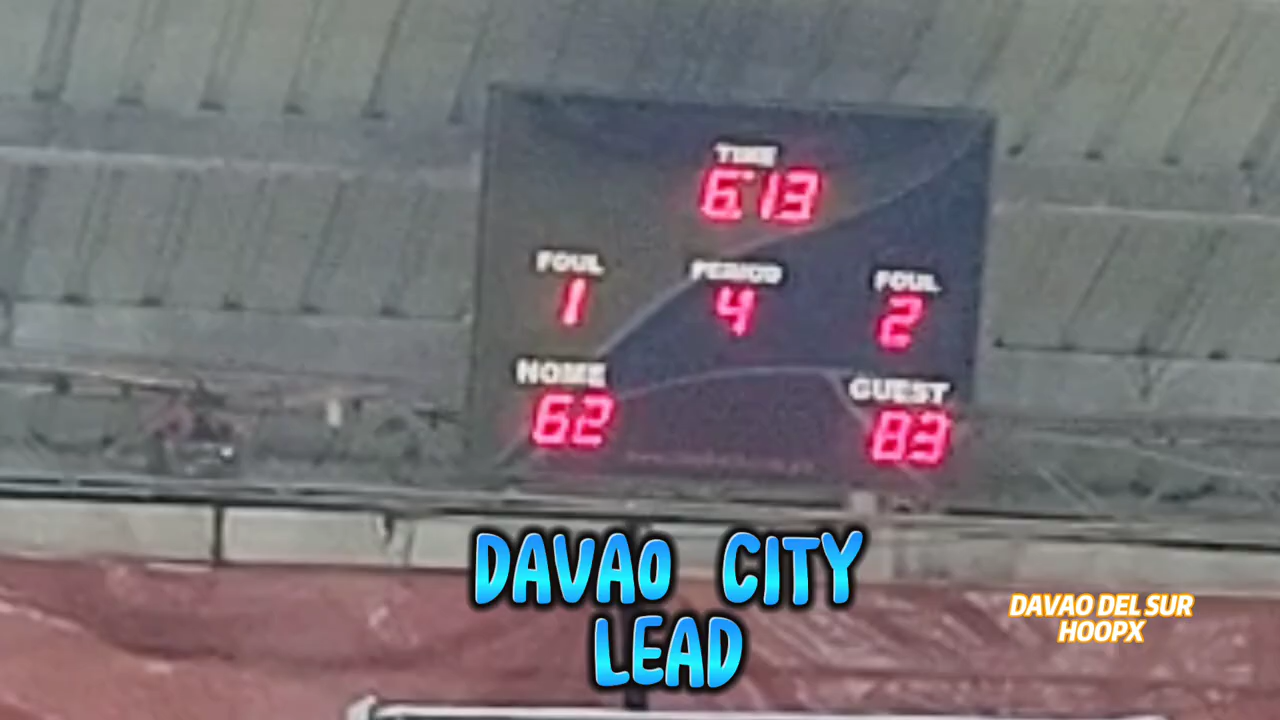 TIME
6:13
FOUL
PERIOD
FOUL
1
4
2
HOME
GUEST
62
83
DAVAO CITY
LEAD
DAVAO DEL SUR
HOOPX